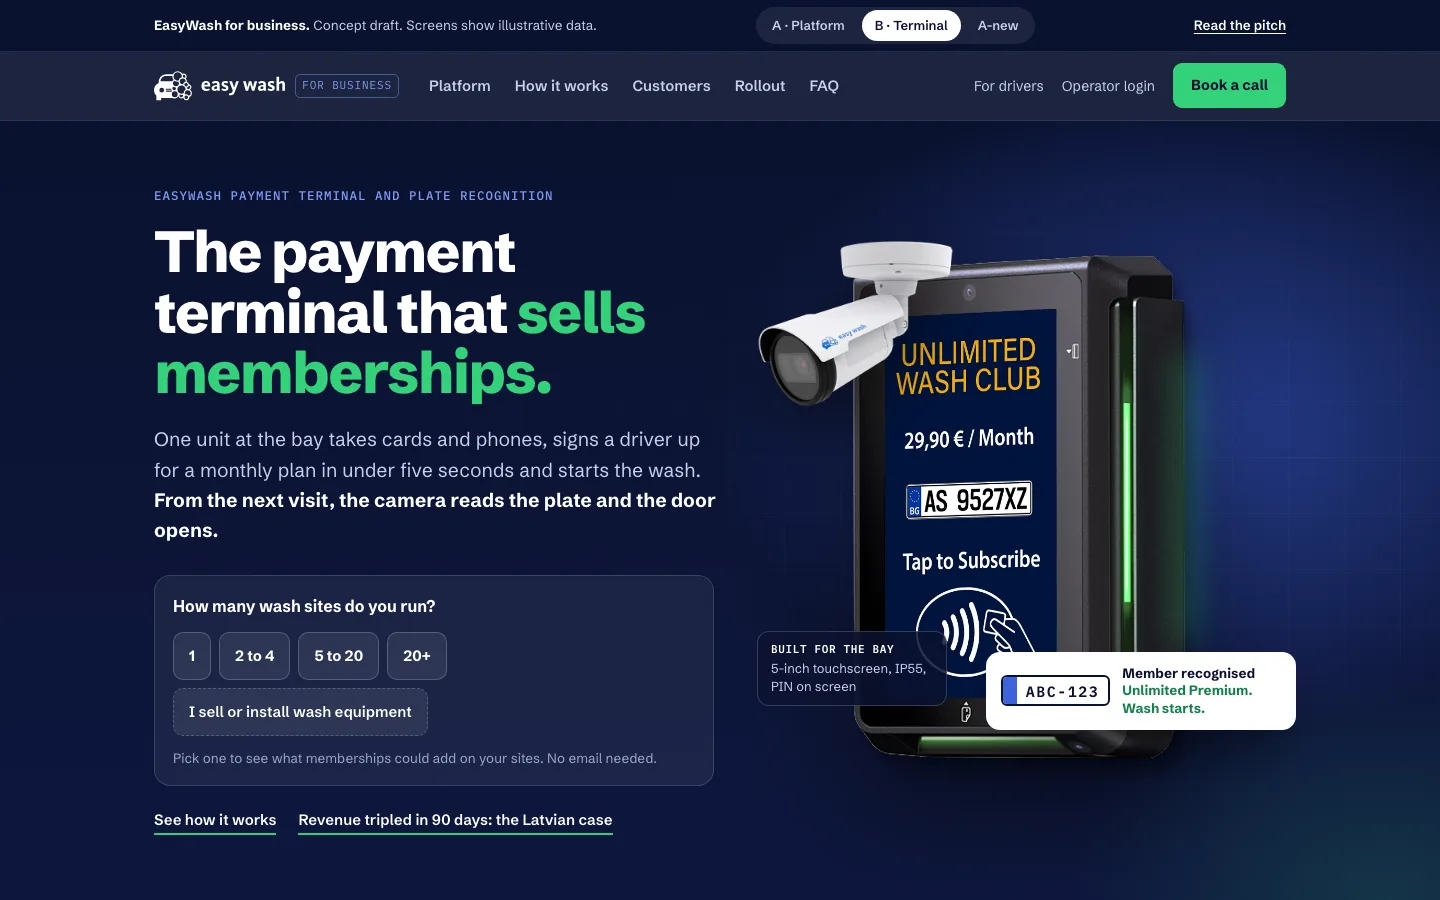 EasyWash for business. Concept draft. Screens show illustrative data.
A · Platform
B · Terminal
A-new
Read the pitch
easy wash
FOR BUSINESS
Platform
How it works
Customers
Rollout
FAQ
For drivers
Operator login
Book a call
EASYWASH PAYMENT TERMINAL AND PLATE RECOGNITION
The payment
terminal that sells
memberships.
One unit at the bay takes cards and phones, signs a driver up
for a monthly plan in under five seconds and starts the wash.
From the next visit, the camera reads the plate and the door
opens.
How many wash sites do you run?
1
2 to 4
5 to 20
20+
I sell or install wash equipment
Pick one to see what memberships could add on your sites. No email needed.
See how it works
Revenue tripled in 90 days: the Latvian case
easy wash
UNLIMITED
WASH CLUB
29,90 € / Month
BG
AS 9527XZ
Tap to Subscribe
BUILT FOR THE BAY
5-inch touchscreen, IP55,
PIN on screen
ABC-123
Member recognised
Unlimited Premium.
Wash starts.